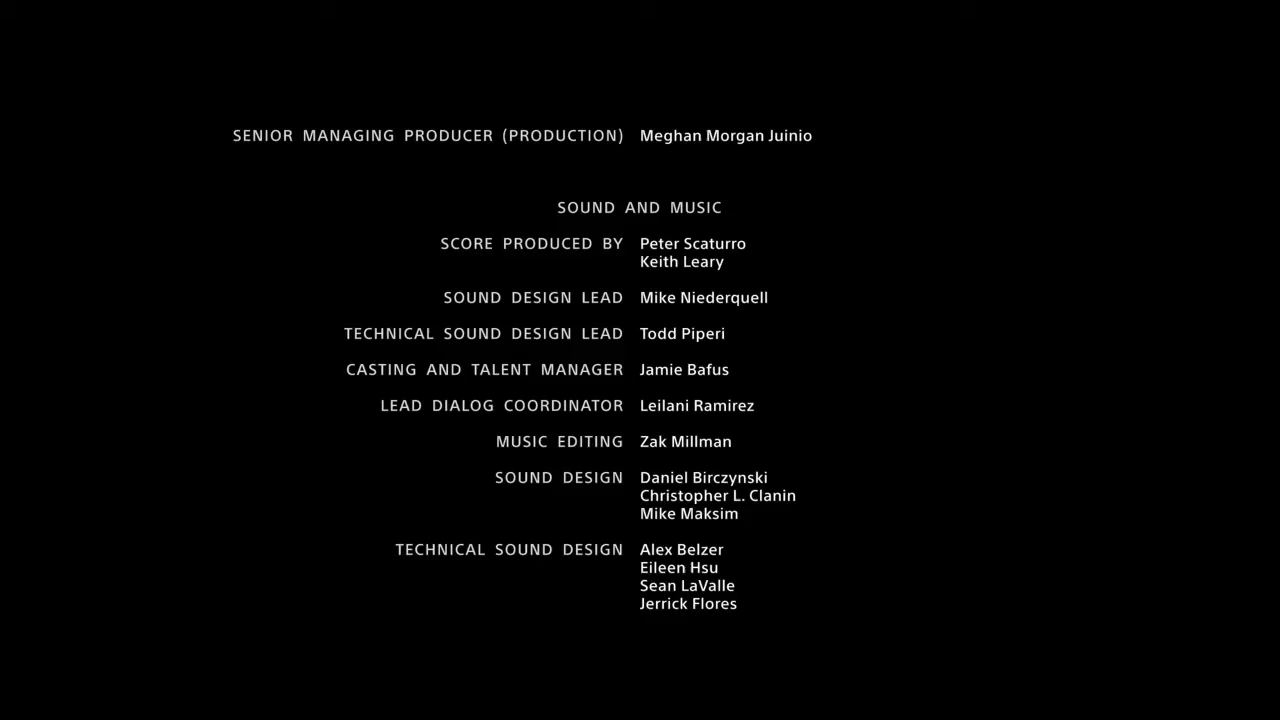 SENIOR MANAGING PRODUCER (PRODUCTION) Meghan Morgan Juinio
SOUND AND MUSIC
SCORE PRODUCED BY Peter Scaturro
Keith Leary
SOUND DESIGN LEAD Mike Niederquell
TECHNICAL SOUND DESIGN LEAD Todd Piperi
CASTING AND TALENT MANAGER Jamie Bafus
LEAD DIALOG COORDINATOR Leilani Ramirez
MUSIC EDITING Zak Millman
SOUND DESIGN Daniel Birczynski
Christopher L. Clanin
Mike Maksim
TECHNICAL SOUND DESIGN Alex Belzer
Eileen Hsu
Sean LaValle
Jerrick Flores